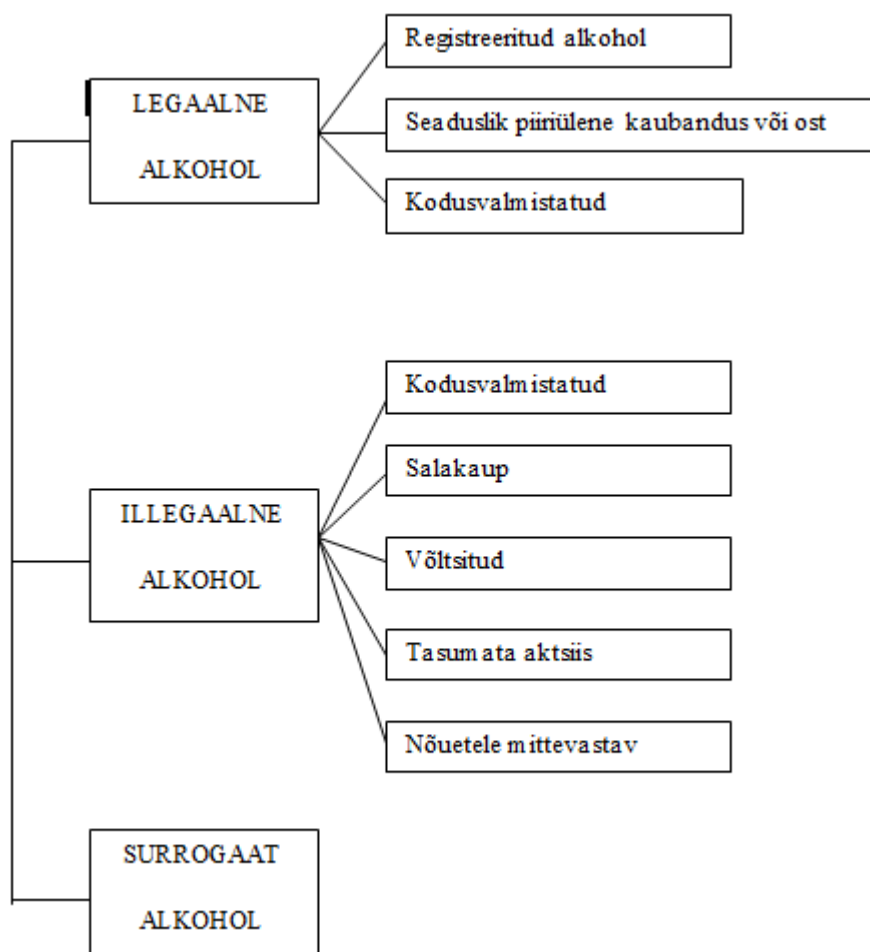 Registreeritud alkohol
LEGAALNE
ALKOHOL
Seaduslik piiriülene kaubandus või ost
Kodusvalmistatud
Kodusvalmistatud
Salakaup
ILLEGAALNE
ALKOHOL
Võltsitud
Tasumata aktsiis
Nõuetele mittevastav
SURROGAAT
ALKOHOL